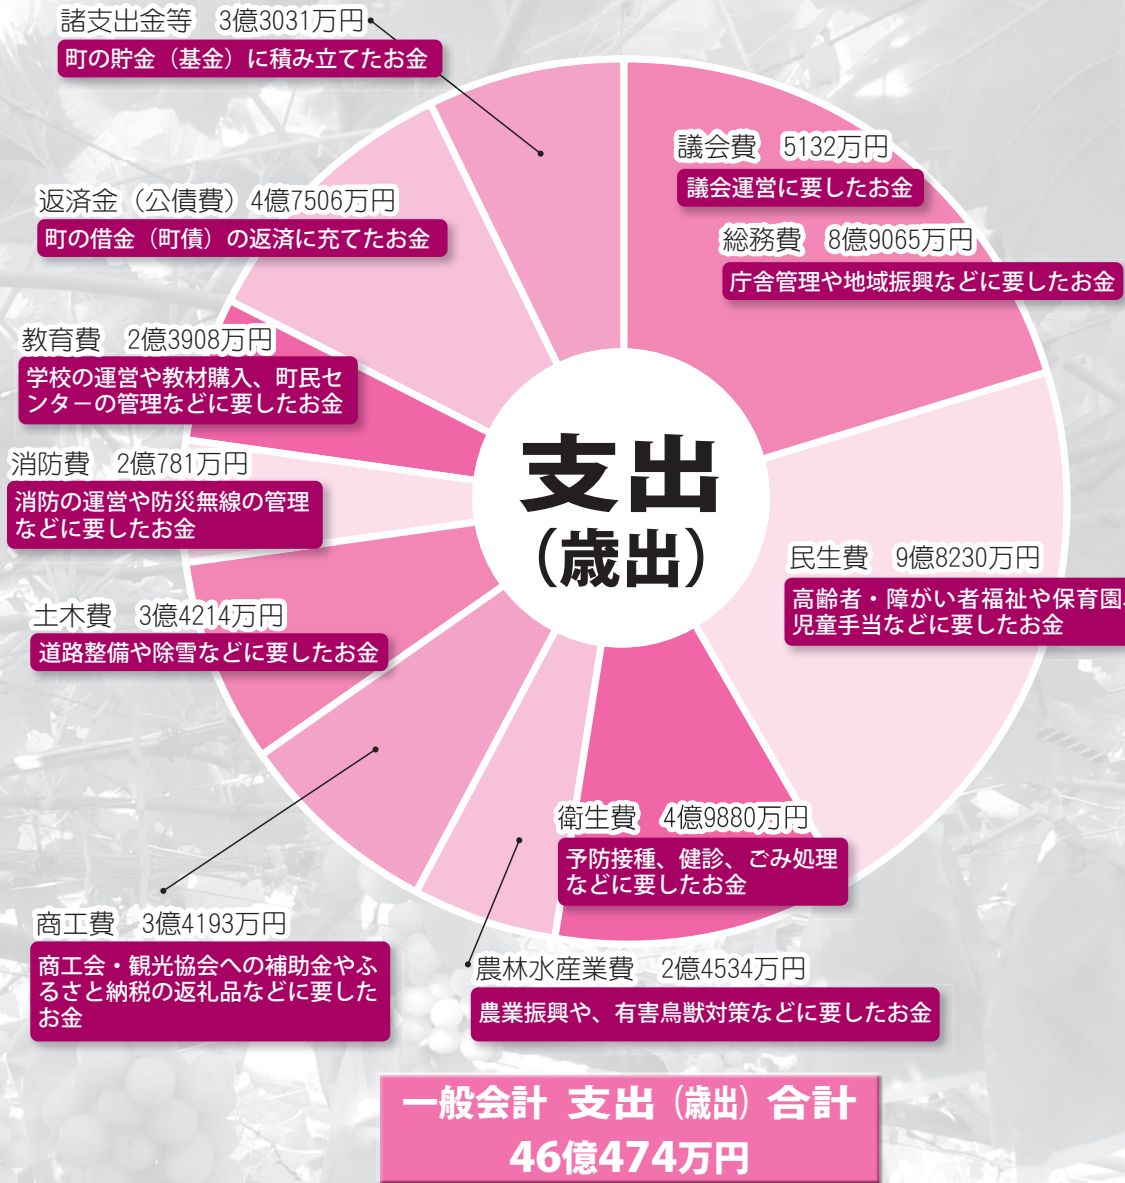 諸支出金等　3億3031万円
町の貯金（基金）に積み立てたお金
議会費　5132万円
議会運営に要したお金
総務費　8億9065万円
庁舎管理や地域振興などに要したお金
返済金（公債費）4億7506万円
町の借金（町債）の返済に充てたお金
教育費　2億3908万円
学校の運営や教材購入、町民セ
ンターの管理などに要したお金
消防費　2億781万円
消防の運営や防災無線の管理
などに要したお金
支出
（歳出）
民生費　9億8230万円
高齢者・障がい者福祉や保育園、
児童手当などに要したお金
土木費　3億4214万円
道路整備や除雪などに要したお金
衛生費　4億9880万円
予防接種、健診、ごみ処理
などに要したお金
商工費　3億4193万円
商工会・観光協会への補助金やふ
るさと納税の返礼品などに要した
お金
農林水産業費　2億4534万円
農業振興や、有害鳥獣対策などに要したお金
一般会計 支出（歳出）合計
46億474万円